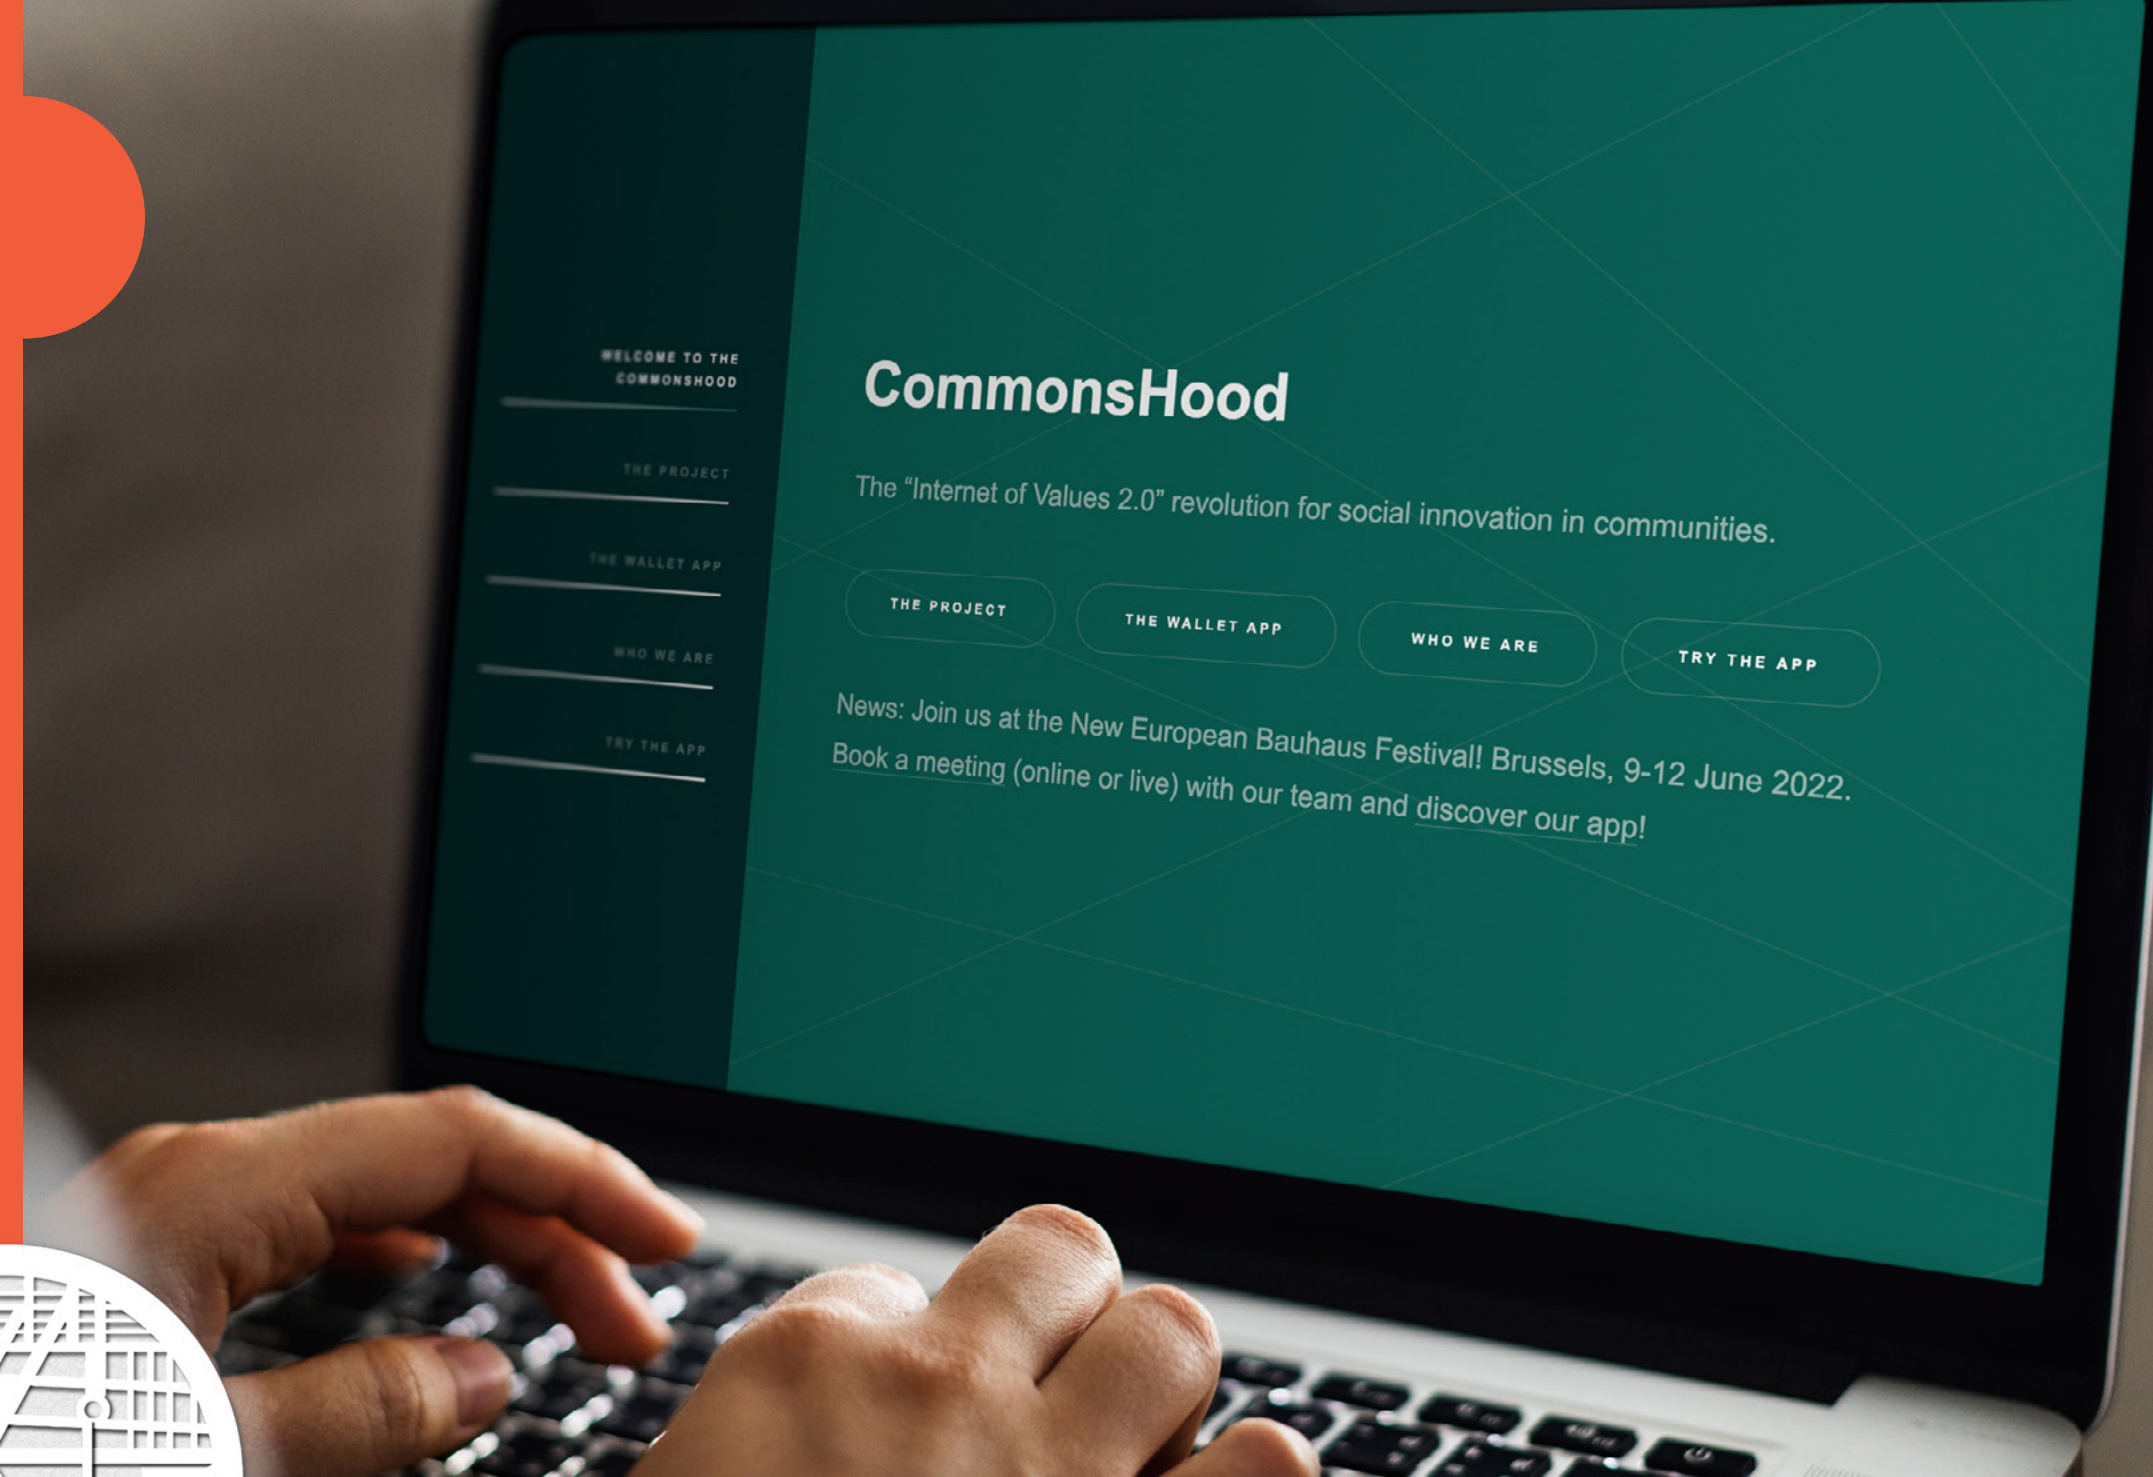 WELCOME TO THE
COMMONSHOOD
THE PROJECT
THE WALLET APP
WHO WE ARE
TRY THE APP
CommonsHood
The “Internet of Values 2.0” revolution for social innovation in communities.
THE PROJECT
THE WALLET APP
WHO WE ARE
TRY THE APP
News: Join us at the New European Bauhaus Festival! Brussels, 9-12 June 2022.
Book a meeting (online or live) with our team and discover our app!